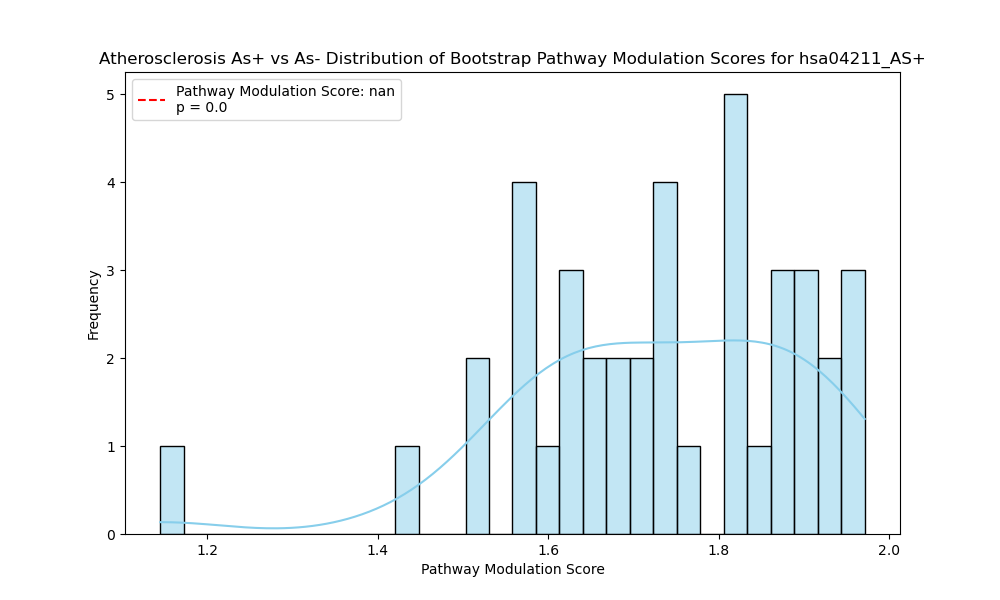 Atherosclerosis As+ vs As- Distribution of Bootstrap Pathway Modulation Scores for hsa04211_AS+
Pathway Modulation Score: nan
p = 0.0
5
4
3
2
1
0
Frequency
1.2
1.4
1.6
1.8
2.0
Pathway Modulation Score